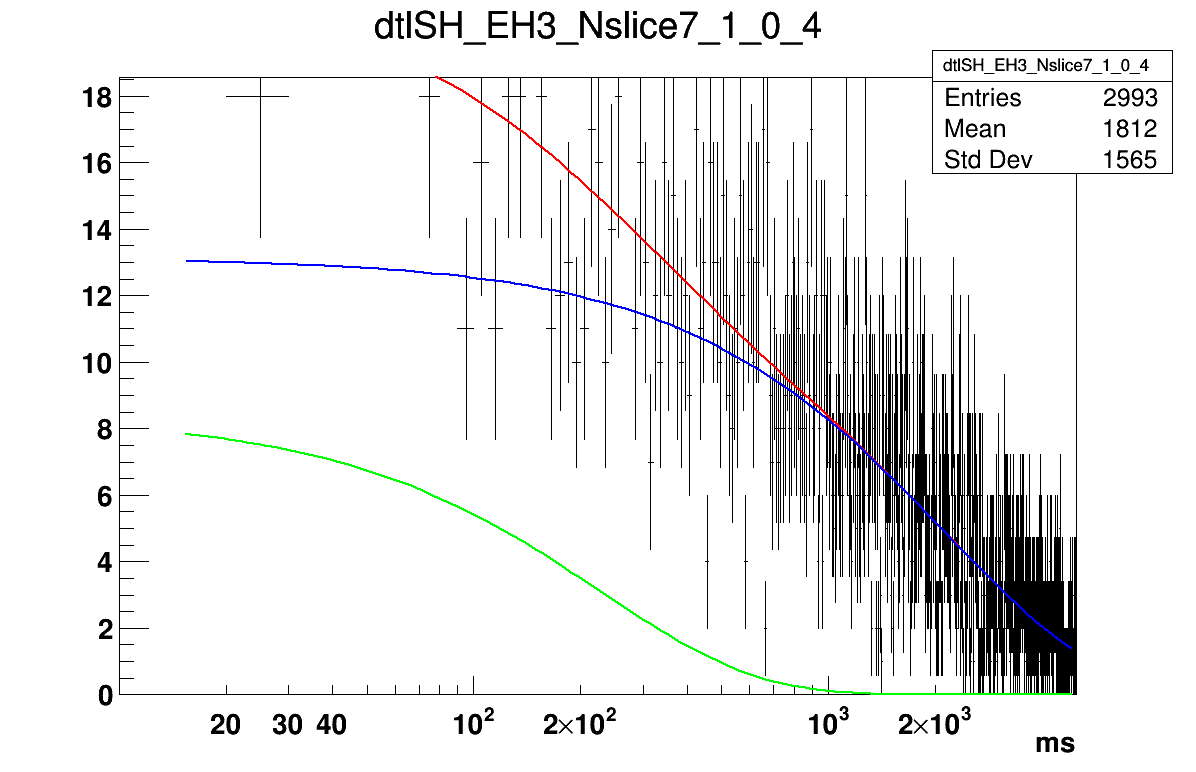 dtlSH_EH3_Nslice7_1_0_4
dtlSH_EH3_Nslice7_1_0_4
Entries 2993
Mean 1812
Std Dev 1565
18
16
14
12
10
8
6
4
2
0
20 30 40 10² 2×10² 10³ 2×10³
ms